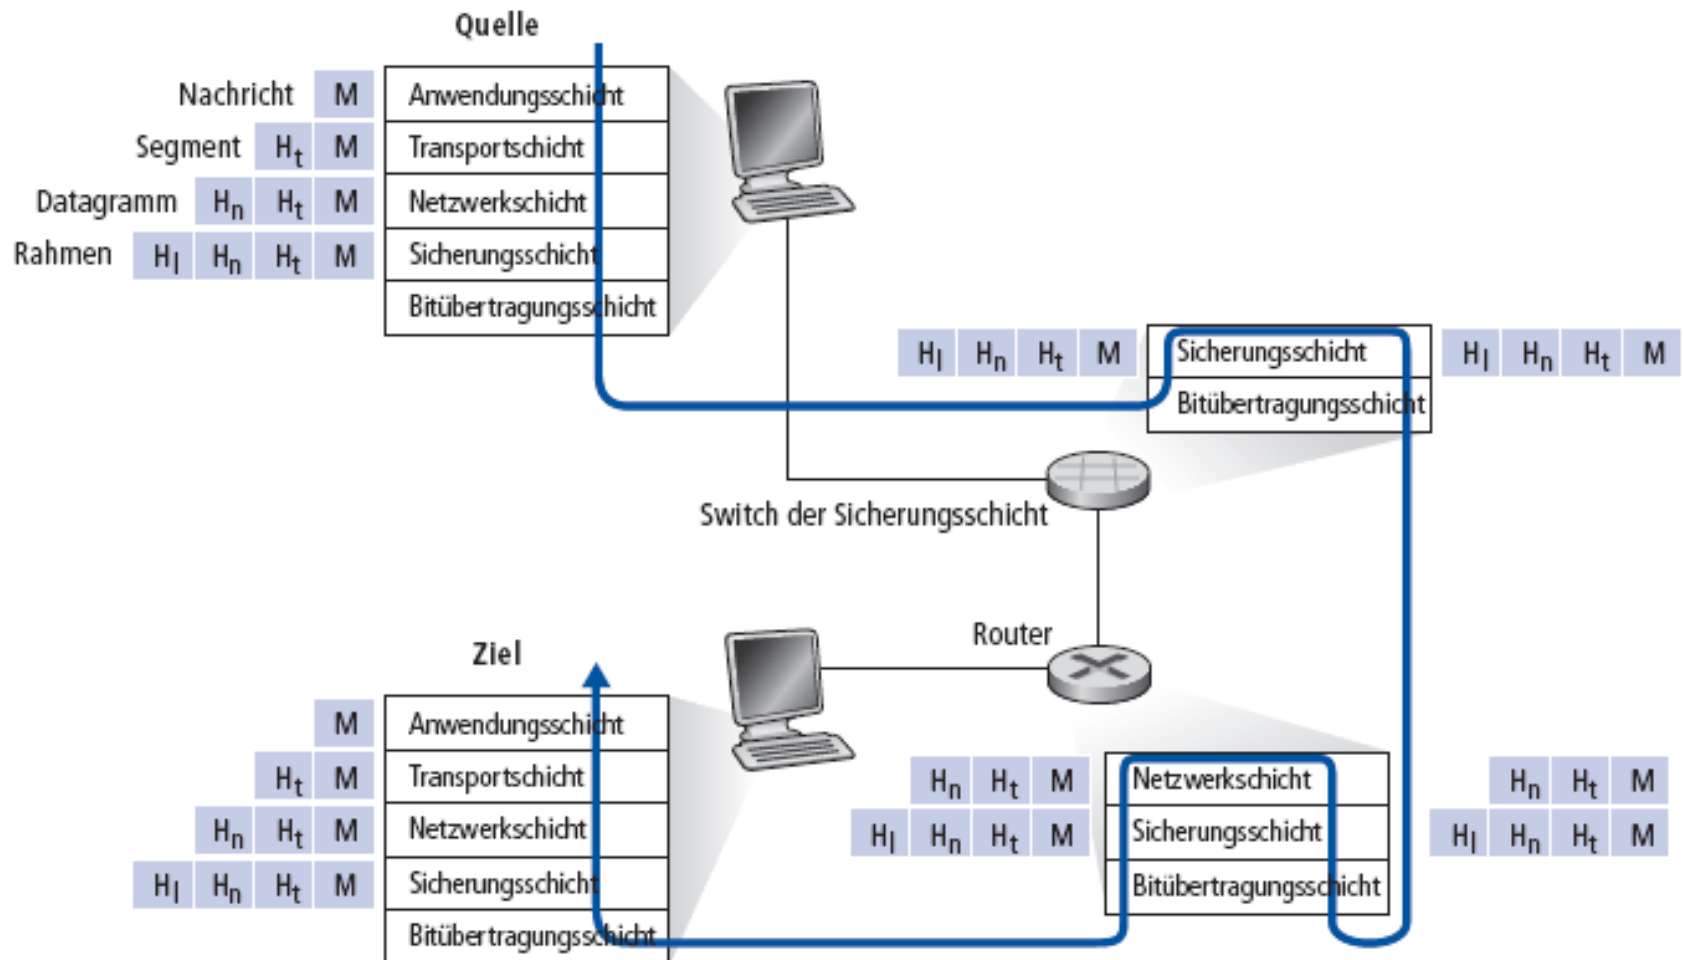 Quelle
Nachricht M Anwendungsschicht
Segment Ht M Transportschicht
Datagramm Hn Ht M Netzwerkschicht
Rahmen Hl Hn Ht M Sicherungsschicht
Bitübertragungsschicht
Hl Hn Ht M Sicherungsschicht Hl Hn Ht M
Bitübertragungsschicht
Switch der Sicherungsschicht
Router
Ziel
M Anwendungsschicht
Ht M Transportschicht
Hn Ht M Netzwerkschicht
Hl Hn Ht M Sicherungsschicht
Bitübertragungsschicht
Hn Ht M Netzwerkschicht Hn Ht M
Hl Hn Ht M Sicherungsschicht Hl Hn Ht M
Bitübertragungsschicht